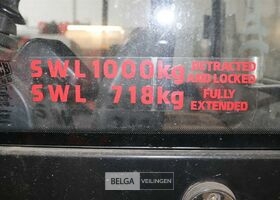 SWL 1000kg RETRACTED AND LOCKED
SWL 718kg FULLY EXTENDED
BELGA VEILINGEN